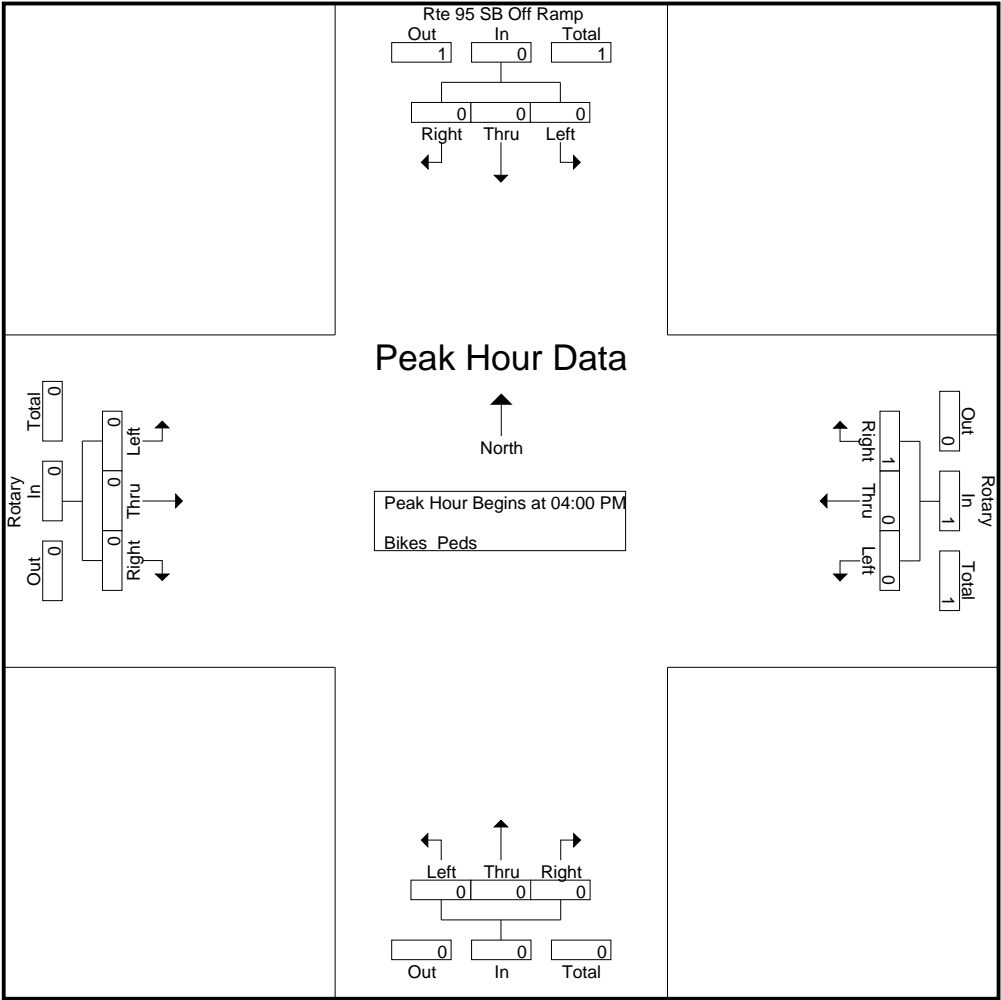 Rte 95 SB Off Ramp
Out In Total
1 0 1
0 0 0
Right Thru Left
Peak Hour Data
North
Peak Hour Begins at 04:00 PM
Bikes Peds
Rotary
Total In Out
0 0 0
0 0 0
Left Thru Right
Rotary
Out In Total
0 1 1
1 0 0
Right Thru Left
Left Thru Right
0 0 0
0 0 0
Out In Total